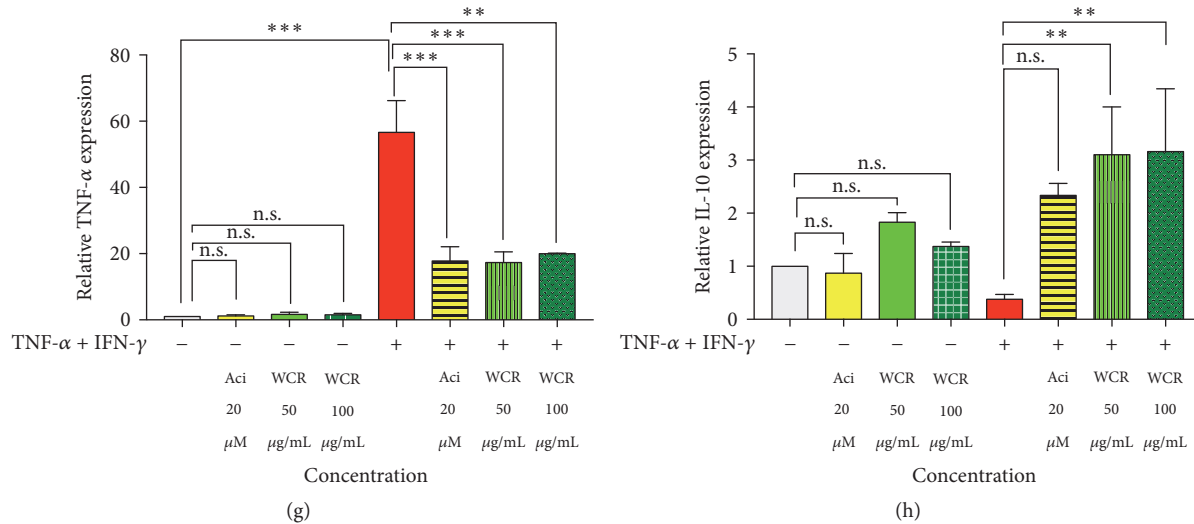 Relative TNF-α expression
80
60
40
20
0
***
**
***
***
n.s.
n.s.
n.s.
TNF-α + IFN-γ − − − − + + + +
Aci WCR WCR Aci WCR WCR
20 50 100 20 50 100
μM μg/mL μg/mL μM μg/mL μg/mL
Concentration
(g)
Relative IL-10 expression
5
4
3
2
1
0
**
**
n.s.
n.s.
n.s.
n.s.
TNF-α + IFN-γ − − − − + + + +
Aci WCR WCR Aci WCR WCR
20 50 100 20 50 100
μM μg/mL μg/mL μM μg/mL μg/mL
Concentration
(h)